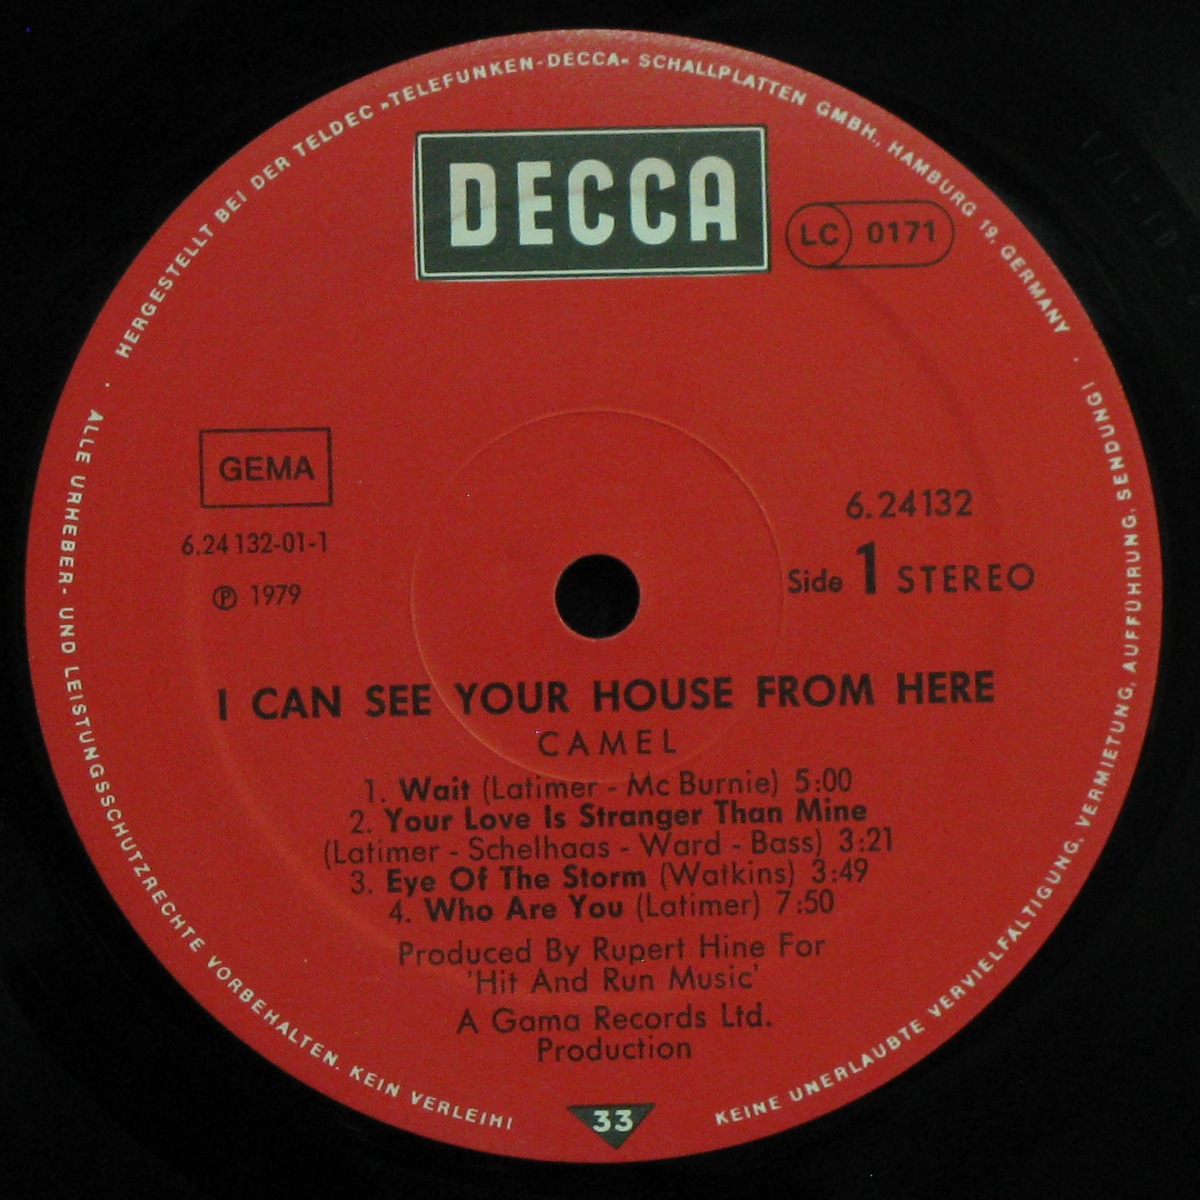 HERGESTELLT BEI DER TELDEC »TELEFUNKEN-DECCA« SCHALLPLATTEN GMBH., HAMBURG 19, GERMANY ·
DECCA
LC 0171
GEMA
6.24132-01-1
℗ 1979
6.24132
Side 1 STEREO
I CAN SEE YOUR HOUSE FROM HERE
CAMEL
1. Wait (Latimer - Mc Burnie) 5:00
2. Your Love Is Stranger Than Mine
(Latimer - Schelhaas - Ward - Bass) 3:21
3. Eye Of The Storm (Watkins) 3:49
4. Who Are You (Latimer) 7:50
Produced By Rupert Hine For
'Hit And Run Music'
A Gama Records Ltd.
Production
· ALLE URHEBER- UND LEISTUNGSSCHUTZRECHTE VORBEHALTEN. KEIN VERLEIH!
33
KEINE UNERLAUBTE VERVIELFÄLTIGUNG, VERMIETUNG, AUFFÜHRUNG, SENDUNG!